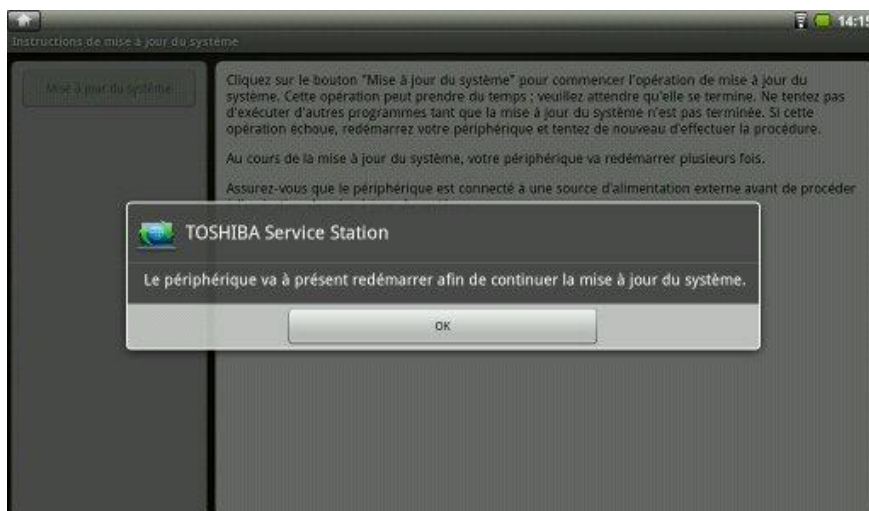 14:15
Instructions de mise à jour du système
Mise à jour du système
Cliquez sur le bouton "Mise à jour du système" pour commencer l'opération de mise à jour du
système. Cette opération peut prendre du temps ; veuillez attendre qu'elle se termine. Ne tentez pas
d'exécuter d'autres programmes tant que la mise à jour du système n'est pas terminée. Si cette
opération échoue, redémarrez votre périphérique et tentez de nouveau d'effectuer la procédure.
Au cours de la mise à jour du système, votre périphérique va redémarrer plusieurs fois.
Assurez-vous que le périphérique est connecté à une source d'alimentation externe avant de procéder
TOSHIBA Service Station
Le périphérique va à présent redémarrer afin de continuer la mise à jour du système.
OK